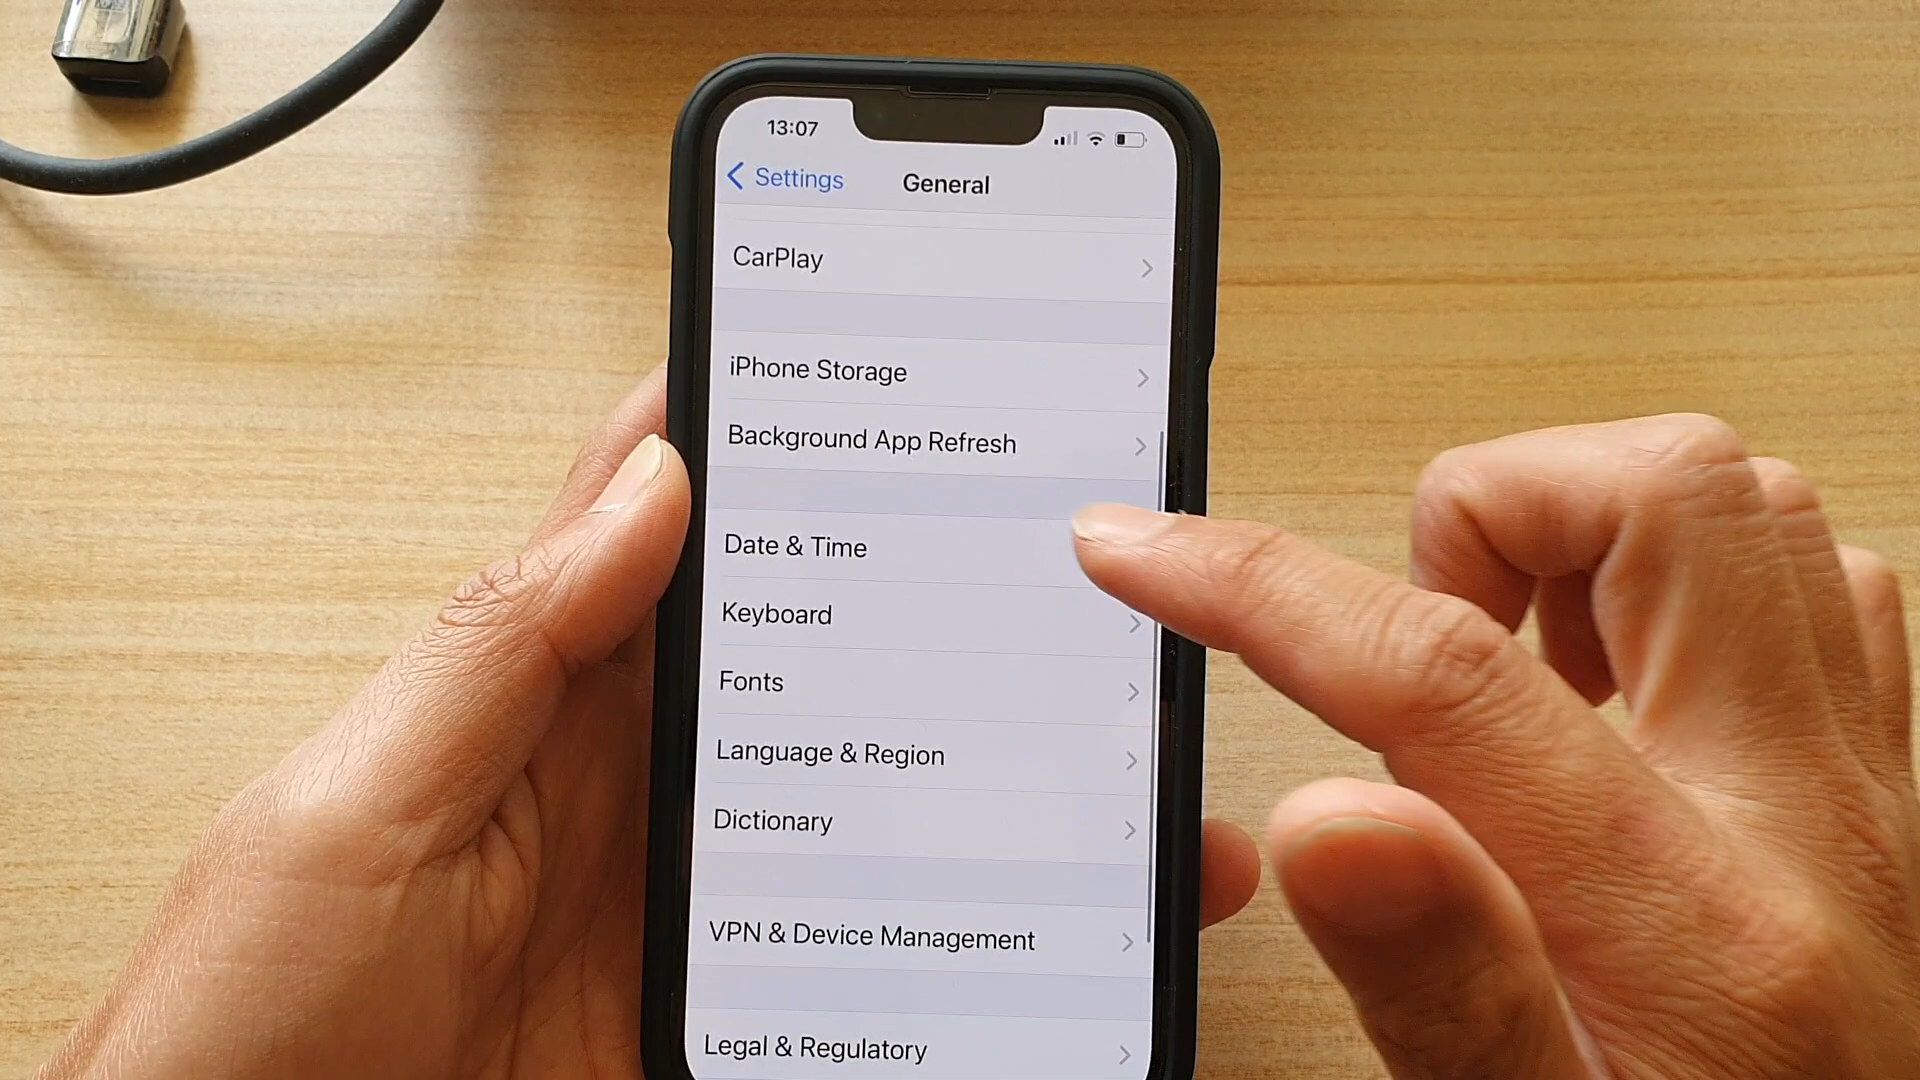 13:07
Settings
General
CarPlay
iPhone Storage
Background App Refresh
Date & Time
Keyboard
Fonts
Language & Region
Dictionary
VPN & Device Management
Legal & Regulatory